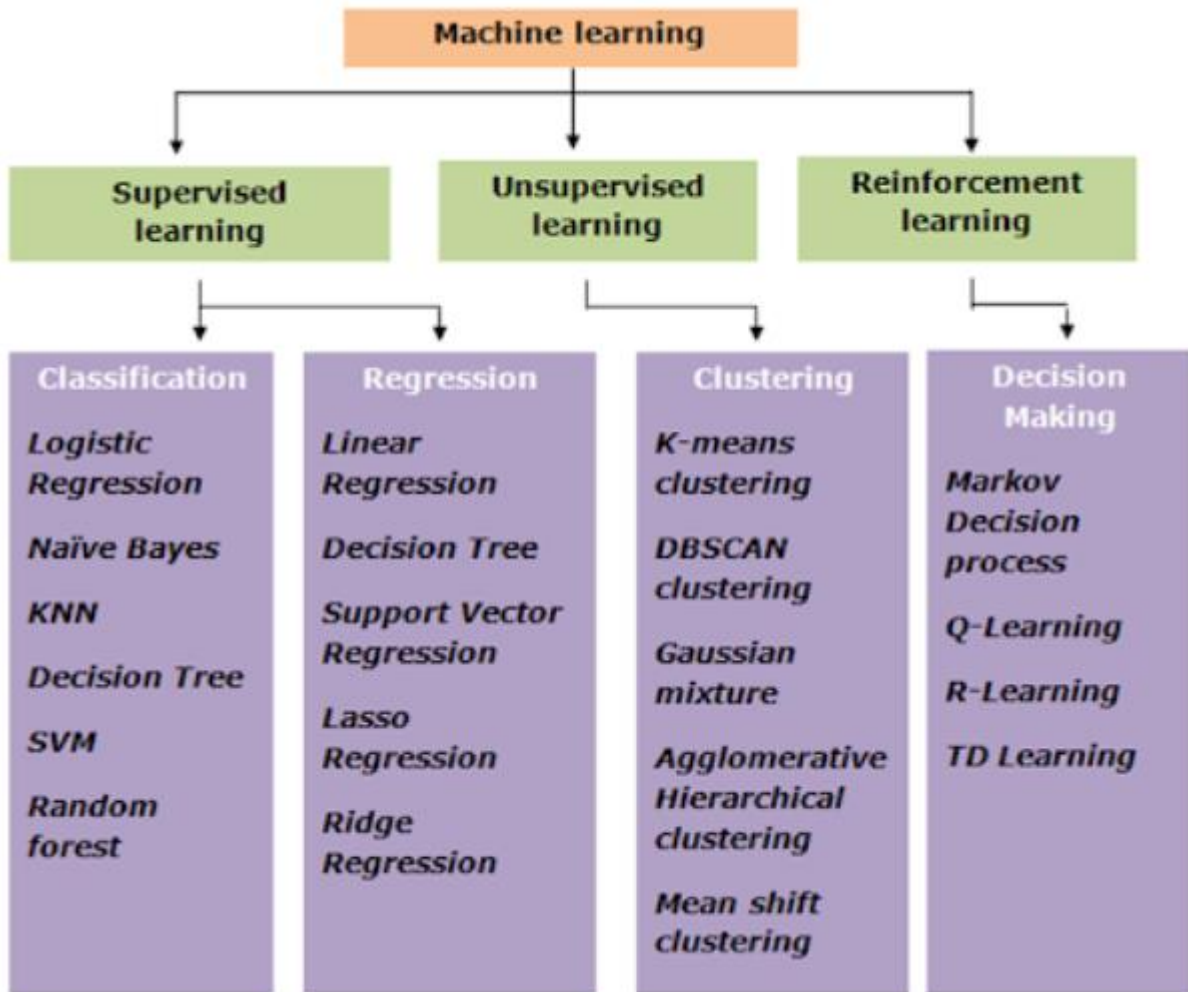 Machine learning
Supervised
learning
Unsupervised
learning
Reinforcement
learning
Classification
Logistic
Regression
Naïve Bayes
KNN
Decision Tree
SVM
Random
forest
Regression
Linear
Regression
Decision Tree
Support Vector
Regression
Lasso
Regression
Ridge
Regression
Clustering
K-means
clustering
DBSCAN
clustering
Gaussian
mixture
Agglomerative
Hierarchical
clustering
Mean shift
clustering
Decision
Making
Markov
Decision
process
Q-Learning
R-Learning
TD Learning